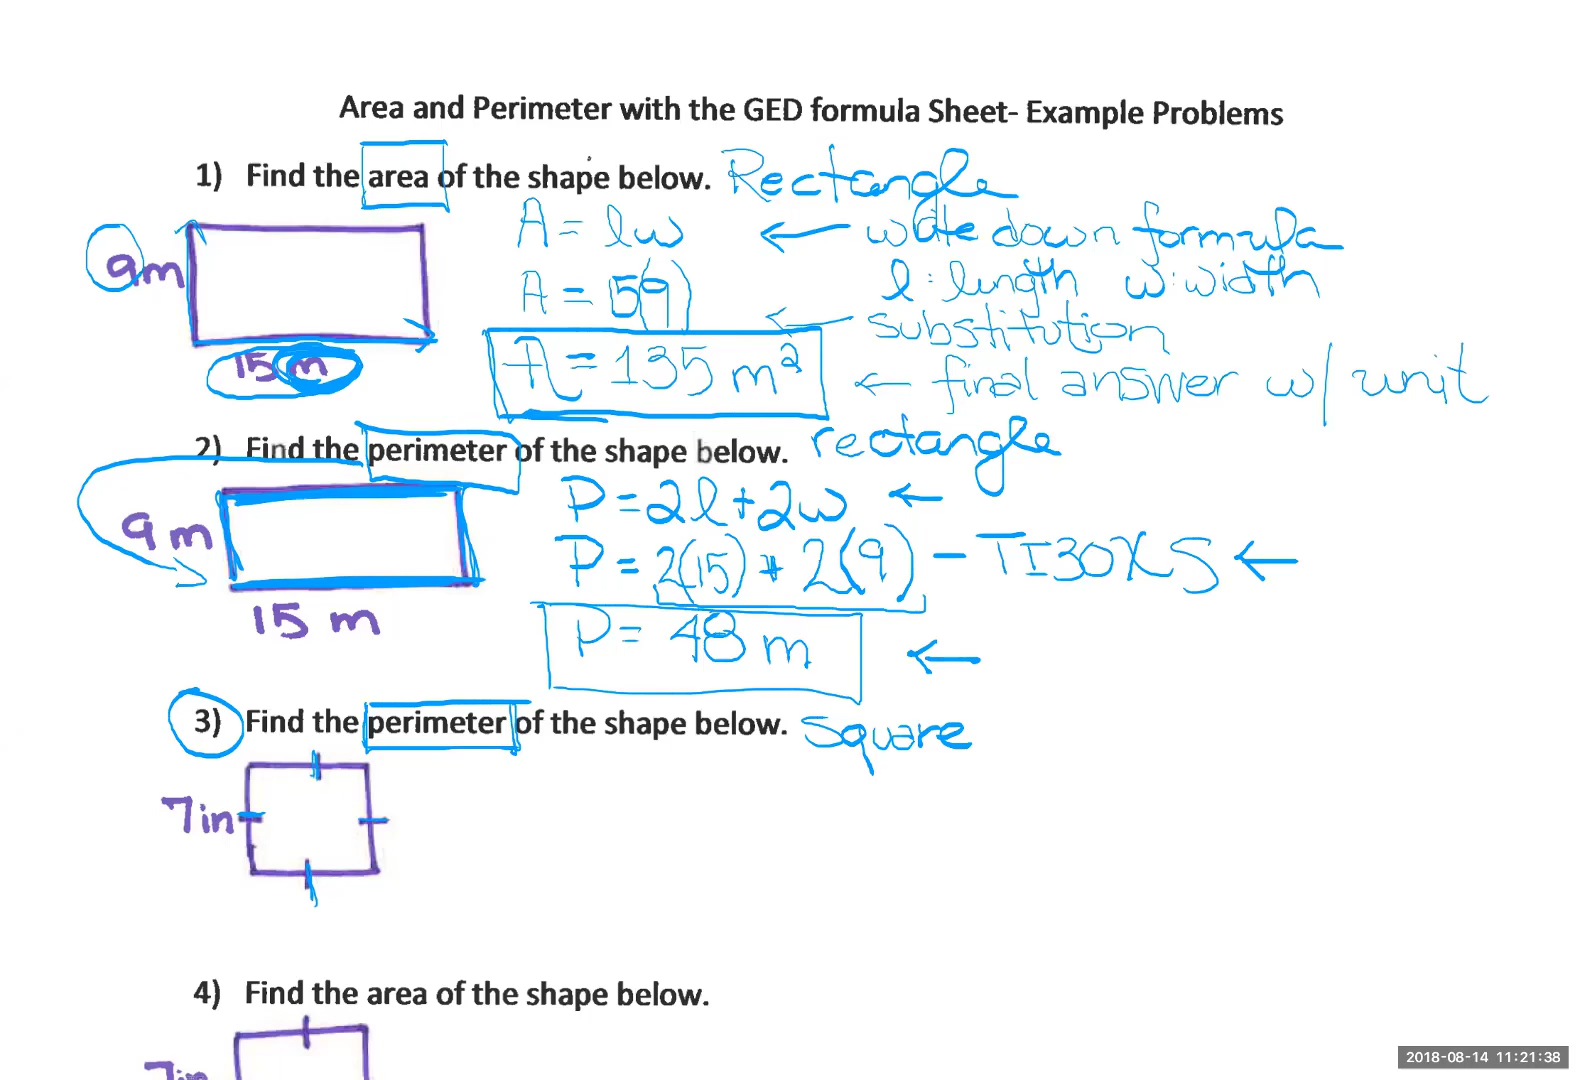 Area and Perimeter with the GED formula Sheet- Example Problems
1) Find the area of the shape below. Rectangle
A = lw ← write down formula
9m
l : length w : width
A = 5(9)
← substitution
15 m
A = 135 m² ← final answer w/ unit
2) Find the perimeter of the shape below. rectangle
P = 2l + 2w ←
9 m
P = 2(15) + 2(9) - TI30XS ←
15 m
P = 48 m ←
3) Find the perimeter of the shape below. Square
7in
4) Find the area of the shape below.
7in
2018-08-14 11:21:38